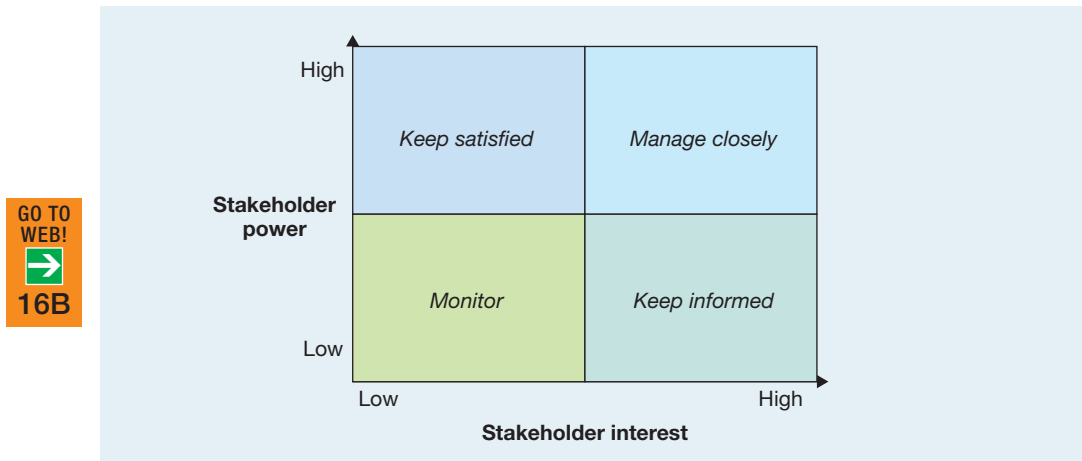 High
Keep satisfied
Manage closely
Stakeholder
power
GO TO
WEB!
16B
Monitor
Keep informed
Low
Low
High
Stakeholder interest